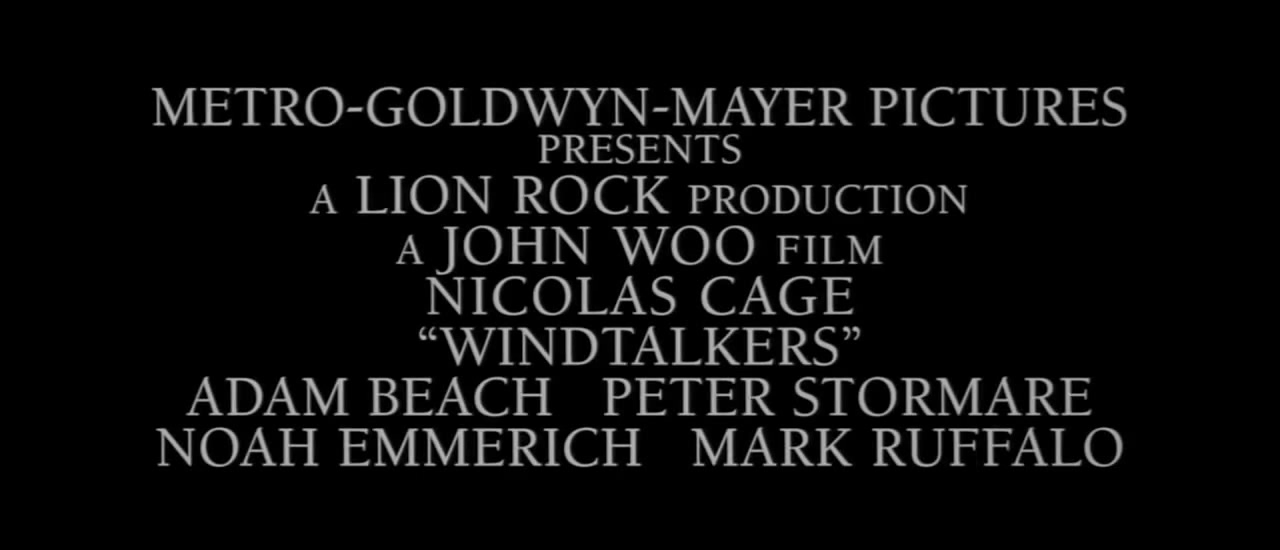 METRO-GOLDWYN-MAYER PICTURES
PRESENTS
A LION ROCK PRODUCTION
A JOHN WOO FILM
NICOLAS CAGE
“WINDTALKERS”
ADAM BEACH PETER STORMARE
NOAH EMMERICH MARK RUFFALO